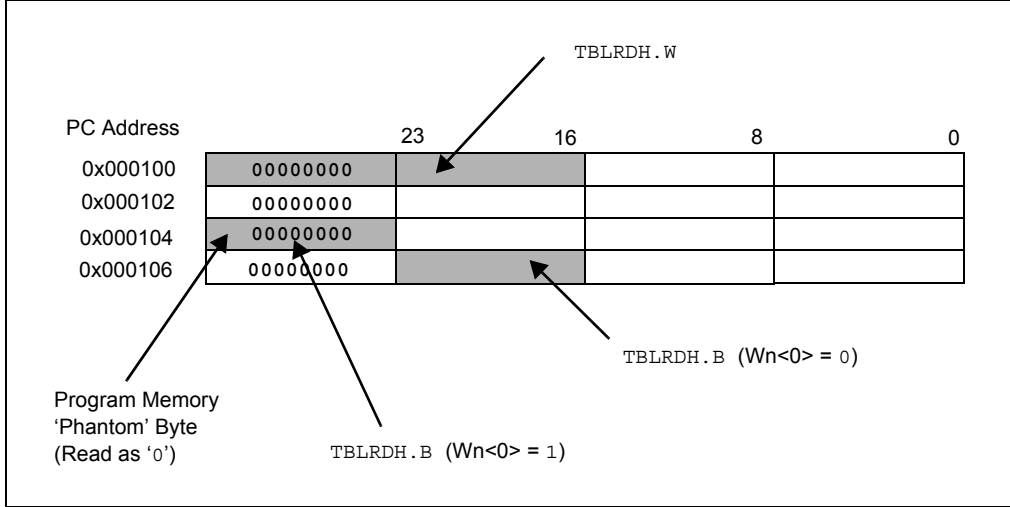 TBLRDH.W
PC Address
23 16 8 0
0x000100 00000000
0x000102 00000000
0x000104 00000000
0x000106 00000000
TBLRDH.B (Wn<0> = 0)
Program Memory
‘Phantom’ Byte
(Read as ‘0’)
TBLRDH.B (Wn<0> = 1)